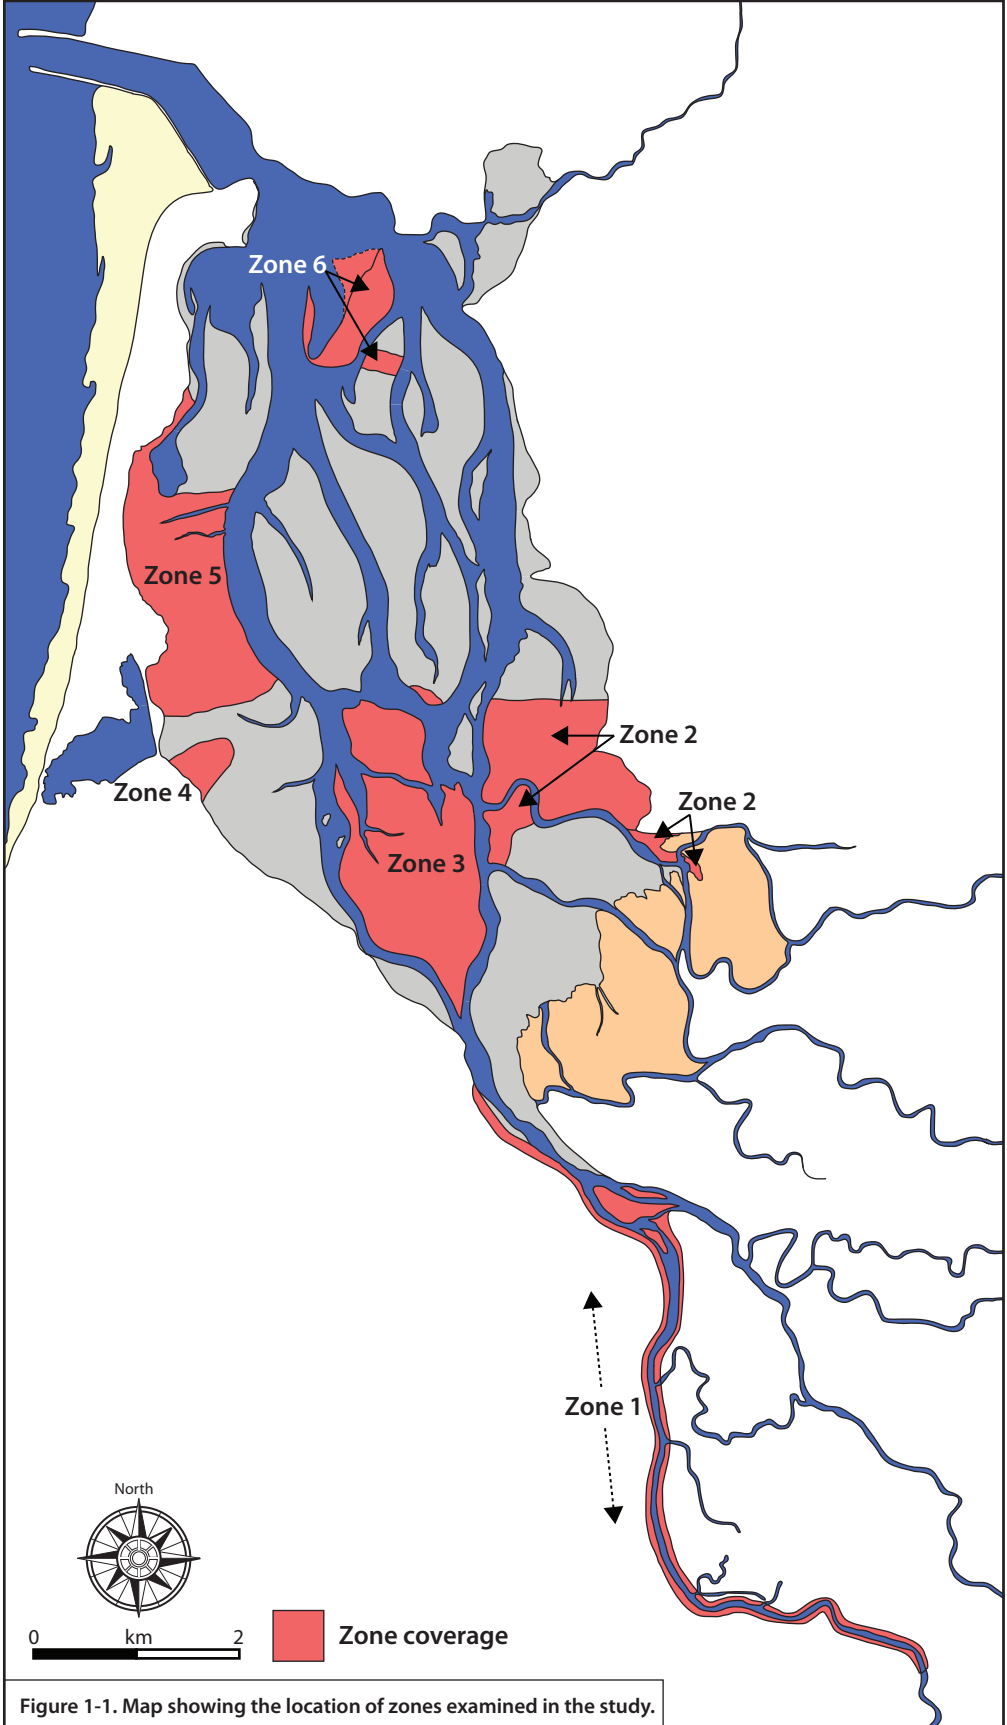 Zone 6
Zone 5
Zone 2
Zone 4
Zone 2
Zone 3
Zone 1
North
0 km 2
Zone coverage
Figure 1-1. Map showing the location of zones examined in the study.